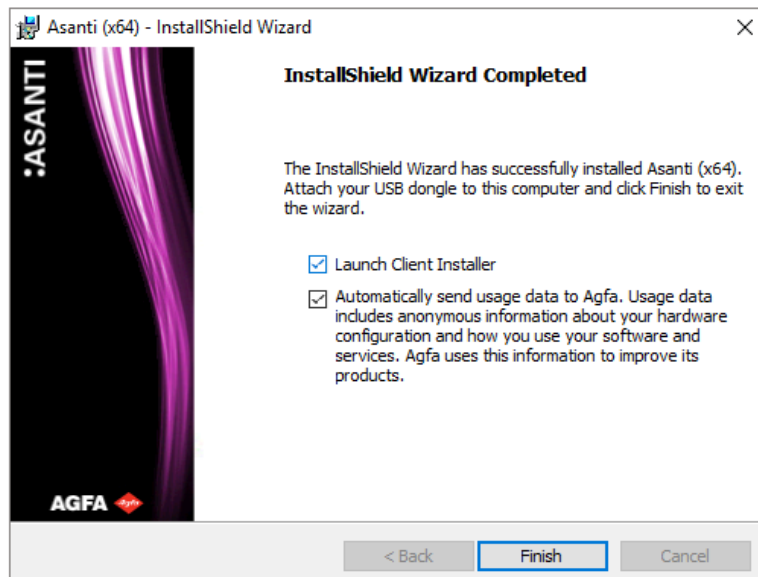 Asanti (x64) - InstallShield Wizard
:ASANTI
InstallShield Wizard Completed
The InstallShield Wizard has successfully installed Asanti (x64).
Attach your USB dongle to this computer and click Finish to exit
the wizard.
Launch Client Installer
Automatically send usage data to Agfa. Usage data
includes anonymous information about your hardware
configuration and how you use your software and
services. Agfa uses this information to improve its
products.
AGFA
Agfa
< Back
Finish
Cancel